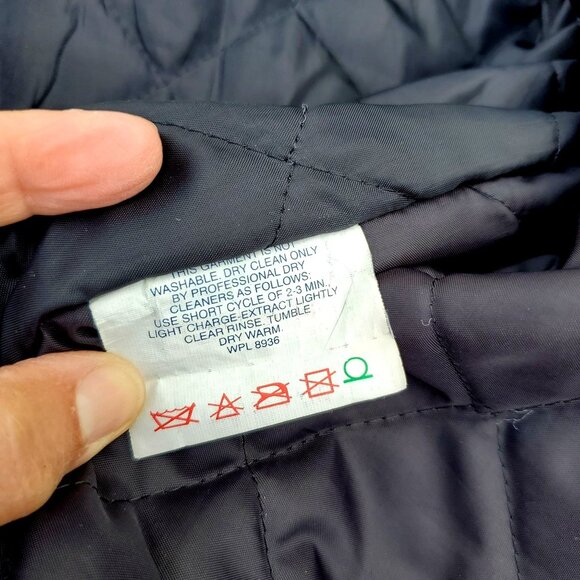 THIS GARMENT IS NOT
WASHABLE. DRY CLEAN ONLY
BY PROFESSIONAL DRY
CLEANERS AS FOLLOWS:
USE SHORT CYCLE OF 2-3 MIN.,
LIGHT CHARGE-EXTRACT LIGHTLY
CLEAR RINSE. TUMBLE
DRY WARM.
WPL 8936